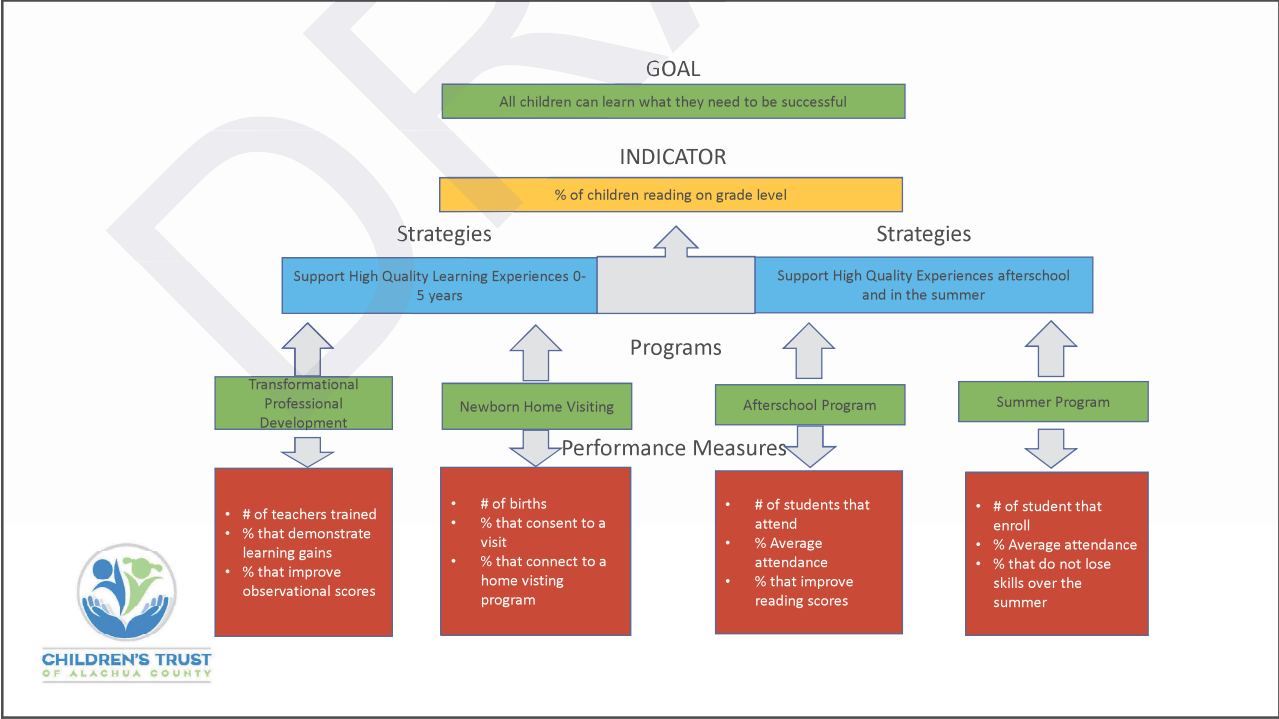 GOAL
All children can learn what they need to be successful
INDICATOR
% of children reading on grade level
Strategies
Strategies
Support High Quality Learning Experiences 0-
5 years
Support High Quality Experiences afterschool
and in the summer
Programs
Transformational
Professional
Development
Newborn Home Visiting
Afterschool Program
Summer Program
Performance Measures
• # of teachers trained
• % that demonstrate
learning gains
• % that improve
observational scores
• # of births
• % that consent to a
visit
• % that connect to a
home visting
program
• # of students that
attend
• % Average
attendance
• % that improve
reading scores
• # of student that
enroll
• % Average attendance
• % that do not lose
skills over the
summer
CHILDREN'S TRUST
OF ALACHUA COUNTY